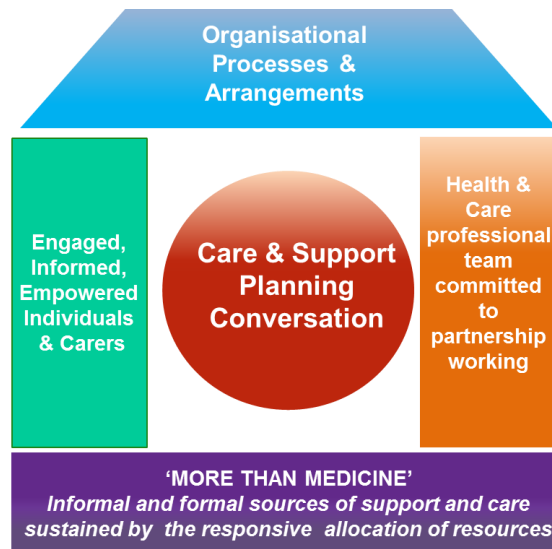 Organisational
Processes &
Arrangements
Engaged,
Informed,
Empowered
Individuals
& Carers
Care & Support
Planning
Conversation
Health &
Care
professional
team
committed
to
partnership
working
‘MORE THAN MEDICINE’
Informal and formal sources of support and care
sustained by the responsive allocation of resources